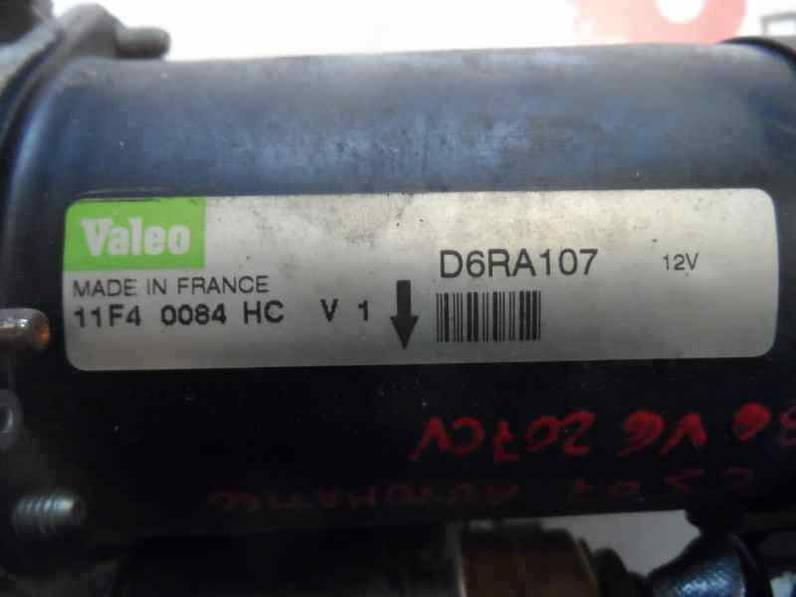 Valeo
MADE IN FRANCE
11F4 0084 HC V 1
D6RA107 12V
V6 207CV